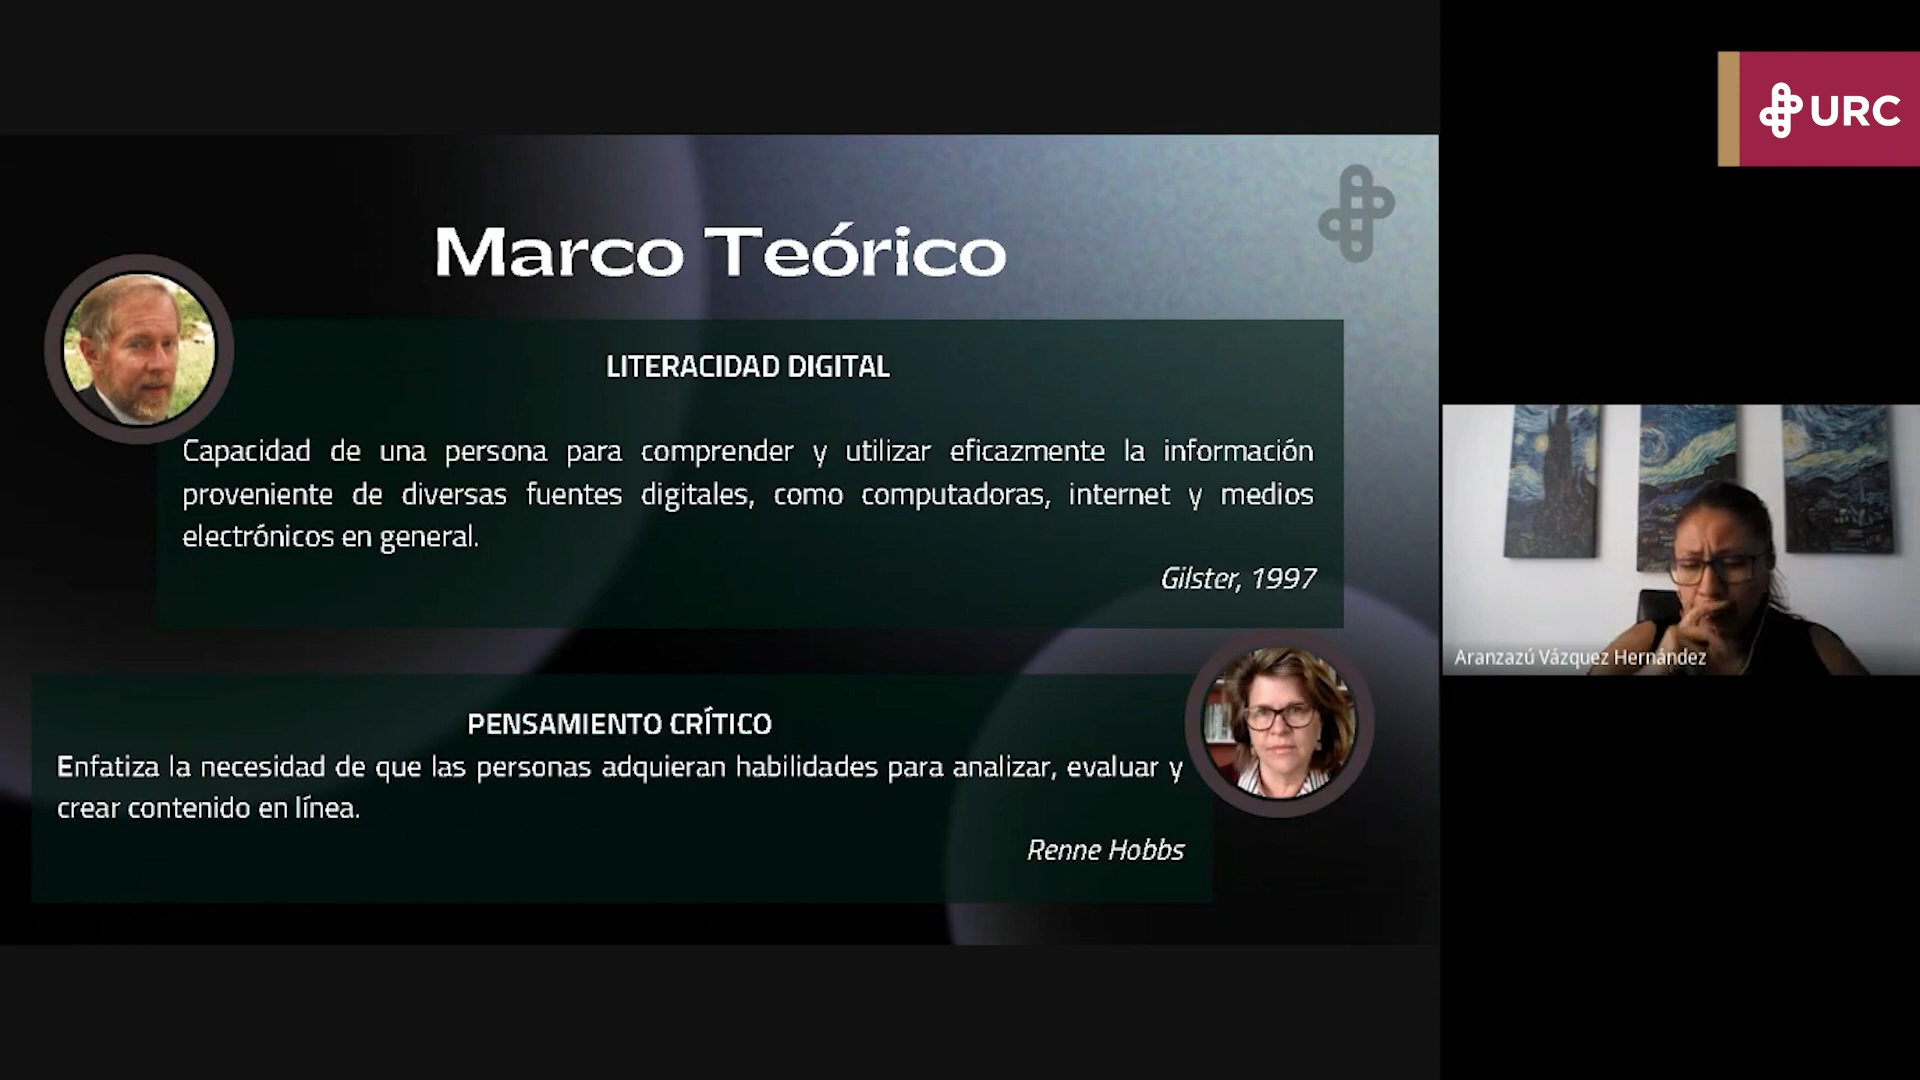 URC
Marco Teórico
LITERACIDAD DIGITAL
Capacidad de una persona para comprender y utilizar eficazmente la información
proveniente de diversas fuentes digitales, como computadoras, internet y medios
electrónicos en general.
Gilster, 1997
PENSAMIENTO CRÍTICO
Enfatiza la necesidad de que las personas adquieran habilidades para analizar, evaluar y
crear contenido en línea.
Renne Hobbs
Aranzazú Vázquez Hernández